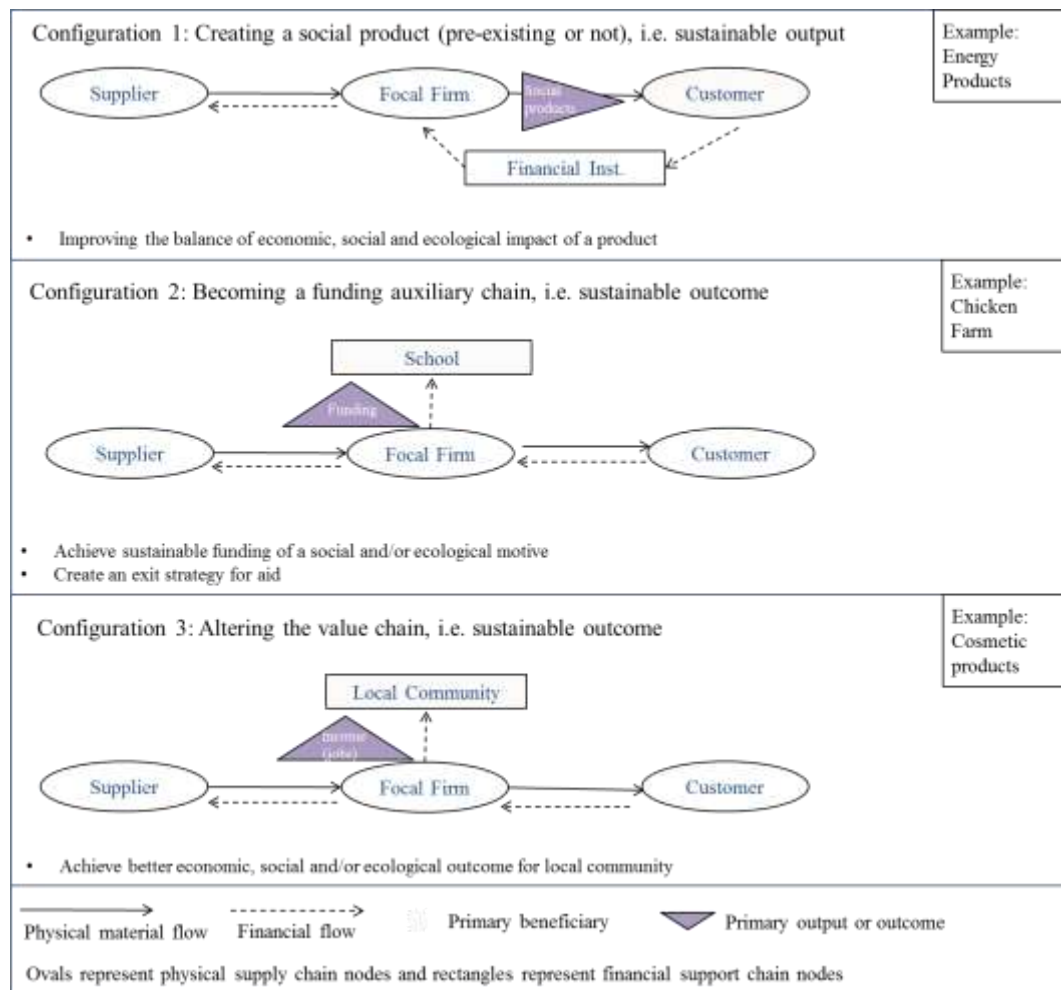 Configuration 1: Creating a social product (pre-existing or not), i.e. sustainable output
Example:
Energy
Products
Supplier
Focal Firm
Social
products
Customer
Financial Inst.
• Improving the balance of economic, social and ecological impact of a product
Configuration 2: Becoming a funding auxiliary chain, i.e. sustainable outcome
Example:
Chicken
Farm
School
Funding
Supplier
Focal Firm
Customer
• Achieve sustainable funding of a social and/or ecological motive
• Create an exit strategy for aid
Configuration 3: Altering the value chain, i.e. sustainable outcome
Example:
Cosmetic
products
Local Community
(jobs)
Supplier
Focal Firm
Customer
• Achieve better economic, social and/or ecological outcome for local community
Physical material flow
Financial flow
Primary beneficiary
Primary output or outcome
Ovals represent physical supply chain nodes and rectangles represent financial support chain nodes